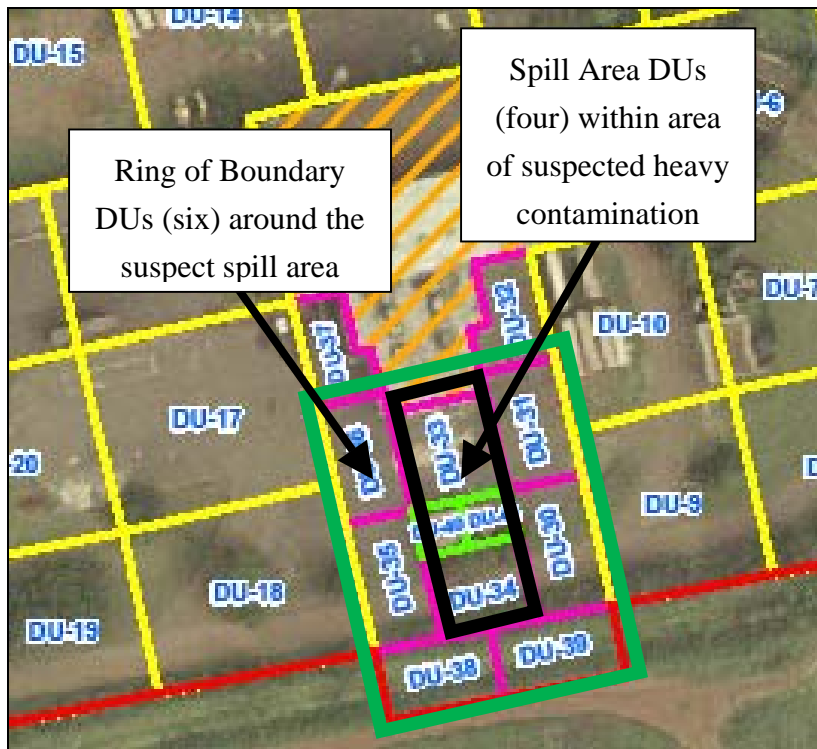 DU-14
DU-15
Spill Area DUs
(four) within area
of suspected heavy
contamination
Ring of Boundary
DUs (six) around the
suspect spill area
DU-32
DU-37
DU-10
DU-17
DU-31
DU-33
DU-9
DU-30
DU-35
DU-18
DU-34
DU-19
DU-38
DU-39